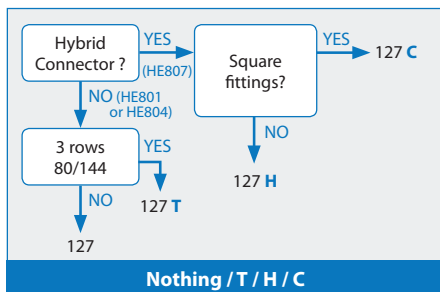 Hybrid
Connector ?
YES
(HE807)
Square
fittings?
YES
127 C
NO (HE801
or HE804)
NO
127 H
3 rows
80/144
YES
127 T
NO
127
Nothing / T / H / C